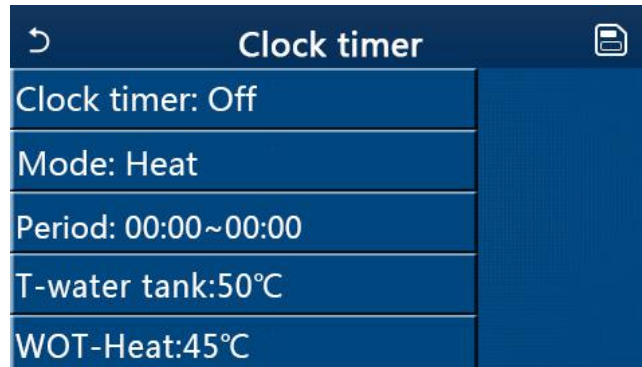 Clock timer
Clock timer: Off
Mode: Heat
Period: 00:00~00:00
T-water tank:50℃
WOT-Heat:45℃